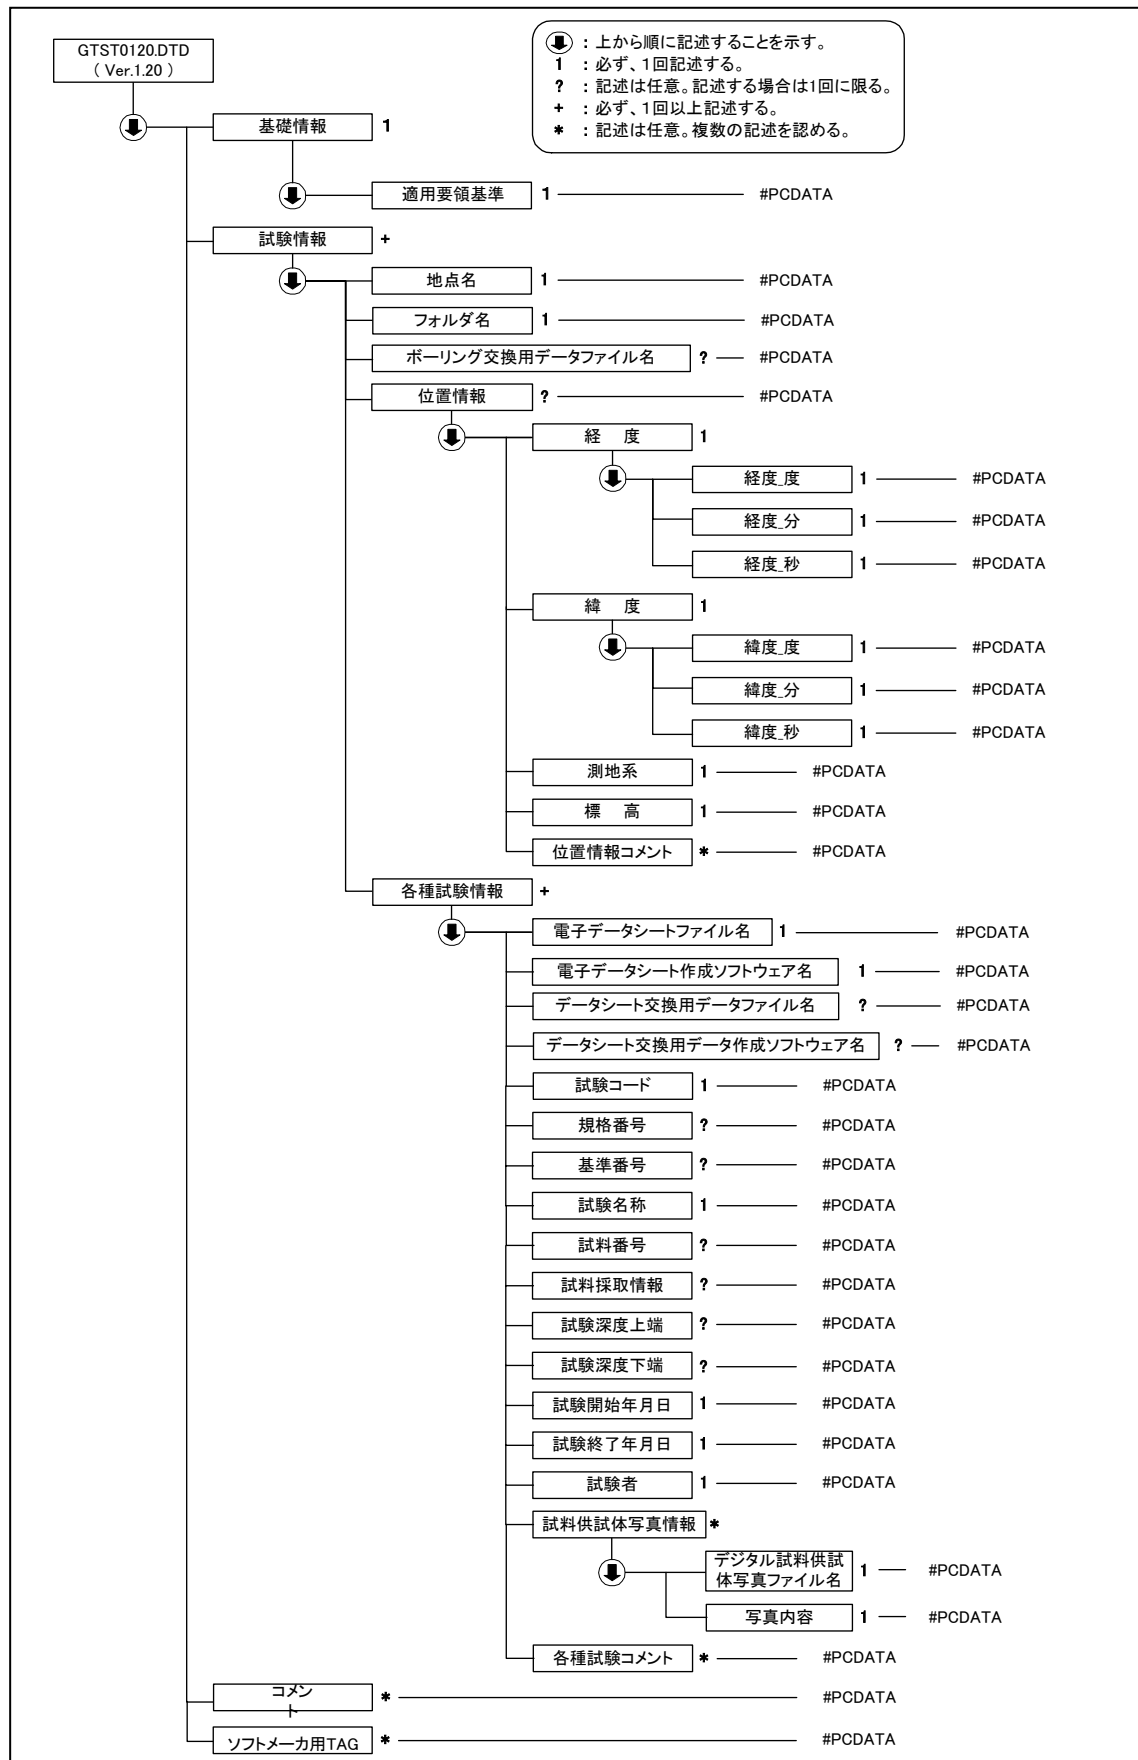 GTST0120.DTD
( Ver.1.20 )
：上から順に記述することを示す。
1 ：必ず、1回記述する。
? ：記述は任意。記述する場合は1回に限る。
+ ：必ず、1回以上記述する。
* ：記述は任意。複数の記述を認める。
基礎情報 1
適用要領基準 1 #PCDATA
試験情報 +
地点名 1 #PCDATA
フォルダ名 1 #PCDATA
ボーリング交換用データファイル名 ? #PCDATA
位置情報 ? #PCDATA
経 度 1
経度_度 1 #PCDATA
経度_分 1 #PCDATA
経度_秒 1 #PCDATA
緯 度 1
緯度_度 1 #PCDATA
緯度_分 1 #PCDATA
緯度_秒 1 #PCDATA
測地系 1 #PCDATA
標 高 1 #PCDATA
位置情報コメント * #PCDATA
各種試験情報 +
電子データシートファイル名 1 #PCDATA
電子データシート作成ソフトウェア名 1 #PCDATA
データシート交換用データファイル名 ? #PCDATA
データシート交換用データ作成ソフトウェア名 ? #PCDATA
試験コード 1 #PCDATA
規格番号 ? #PCDATA
基準番号 ? #PCDATA
試験名称 1 #PCDATA
試料番号 ? #PCDATA
試料採取情報 ? #PCDATA
試験深度上端 ? #PCDATA
試験深度下端 ? #PCDATA
試験開始年月日 1 #PCDATA
試験終了年月日 1 #PCDATA
試験者 1 #PCDATA
試料供試体写真情報 *
デジタル試料供試
体写真ファイル名 1 #PCDATA
写真内容 1 #PCDATA
各種試験コメント * #PCDATA
コメン
ト * #PCDATA
ソフトメーカ用TAG * #PCDATA